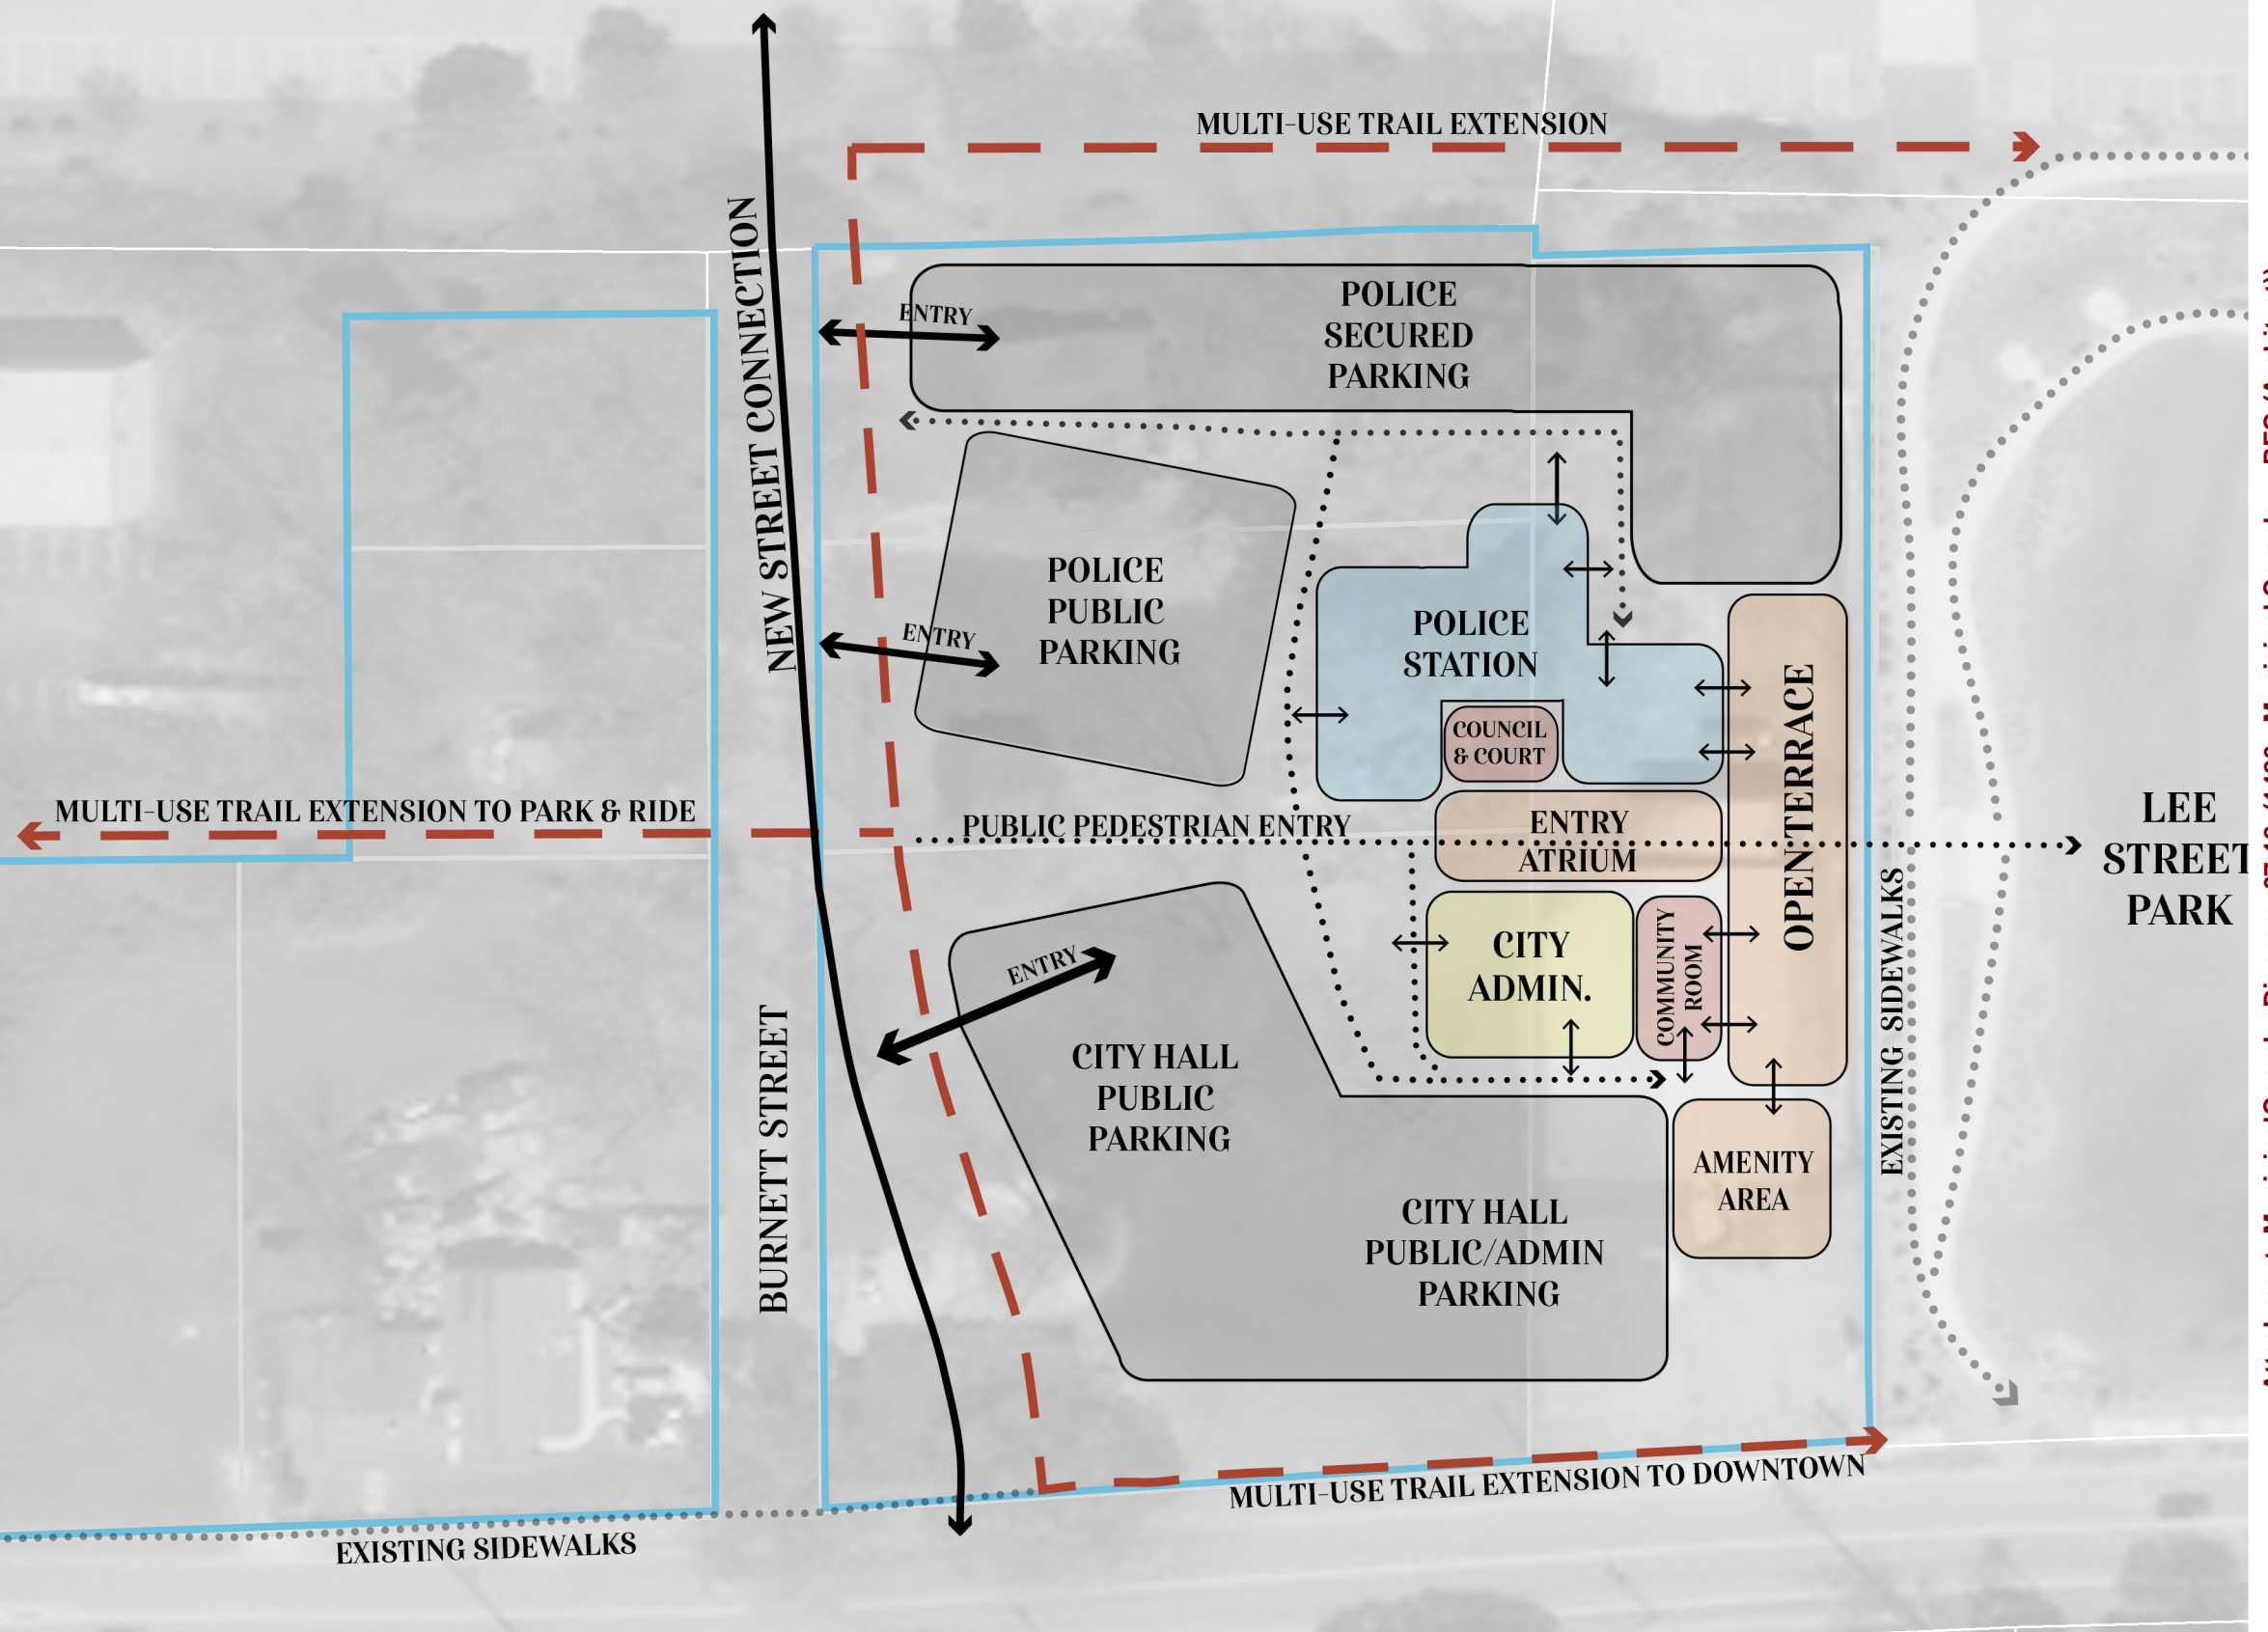 MULTI-USE TRAIL EXTENSION
NEW STREET CONNECTION
ENTRY
POLICE
SECURED
PARKING
POLICE
PUBLIC
PARKING
ENTRY
POLICE
STATION
COUNCIL
& COURT
OPEN TERRACE
MULTI-USE TRAIL EXTENSION TO PARK & RIDE
PUBLIC PEDESTRIAN ENTRY
ENTRY
ATRIUM
LEE
STREET
PARK
CITY
ADMIN.
COMMUNITY
ROOM
EXISTING SIDEWALKS
ENTRY
BURNETT STREET
CITY HALL
PUBLIC
PARKING
CITY HALL
PUBLIC/ADMIN
PARKING
AMENITY
AREA
MULTI-USE TRAIL EXTENSION TO DOWNTOWN
EXISTING SIDEWALKS